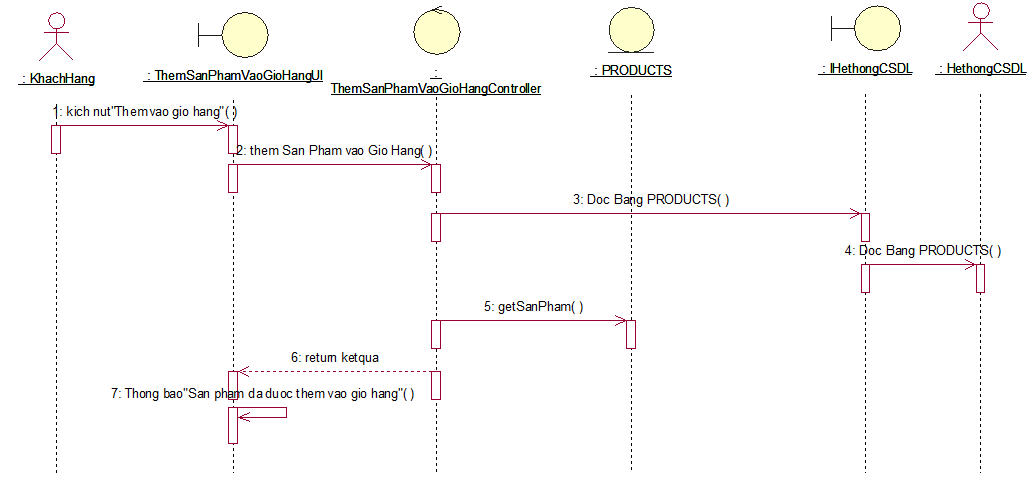 : KhachHang
: ThemSanPhamVaoGioHangUI
:
ThemSanPhamVaoGioHangController
: PRODUCTS
: IHethongCSDL
: HethongCSDL
1: kich nut"Themvao gio hang"( )
2: them San Pham vao Gio Hang( )
3: Doc Bang PRODUCTS( )
4: Doc Bang PRODUCTS( )
5: getSanPham( )
6: return ketqua
7: Thong bao"San pham da duoc them vao gio hang"( )